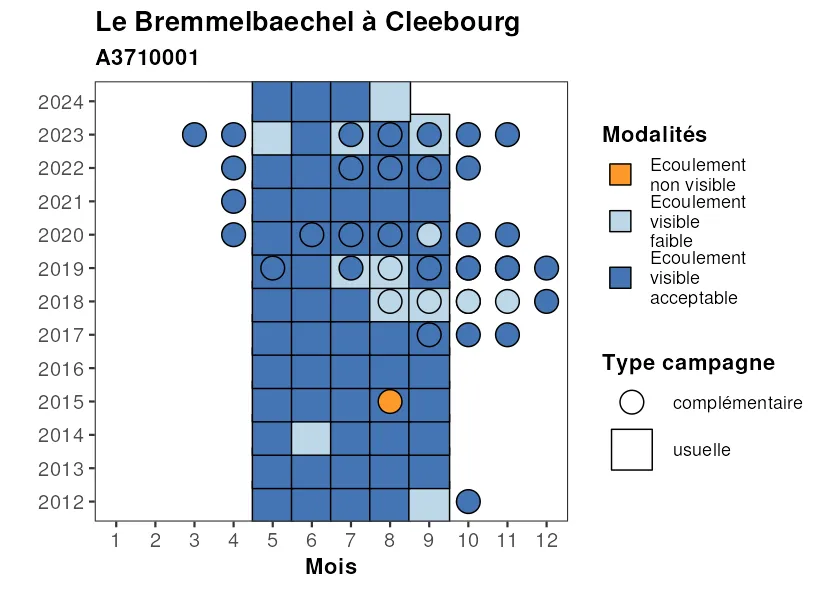 Le Bremmelbaechel à Cleebourg
A3710001
2024
2023
2022
2021
2020
2019
2018
2017
2016
2015
2014
2013
2012
1 2 3 4 5 6 7 8 9 10 11 12
Mois
Modalités
Ecoulement
non visible
Ecoulement
visible
faible
Ecoulement
visible
acceptable
Type campagne
complémentaire
usuelle